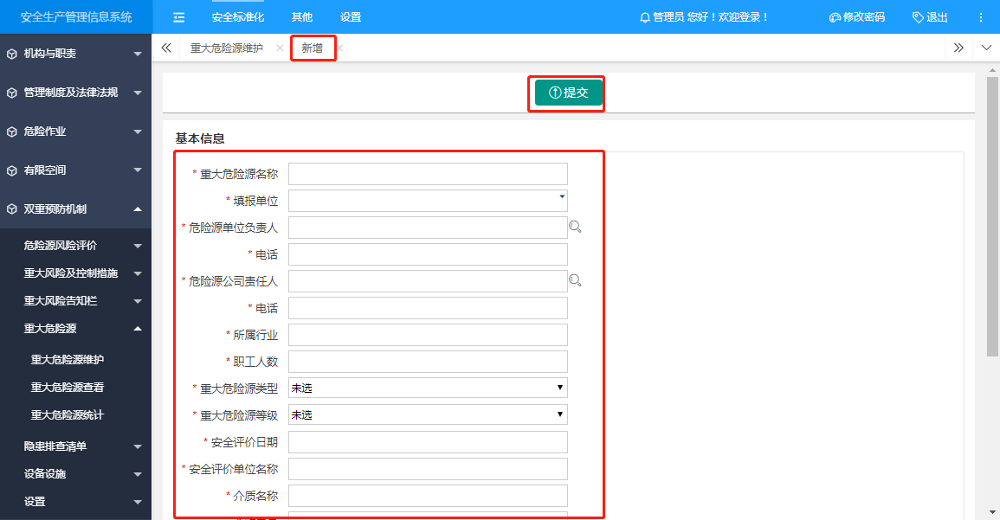 安全生产管理信息系统
安全标准化 其他 设置
管理员 您好！欢迎登录！
修改密码 退出
机构与职责
管理制度及法律法规
危险作业
有限空间
双重预防机制
危险源风险评价
重大风险及控制措施
重大风险告知栏
重大危险源
重大危险源维护
重大危险源查看
重大危险源统计
隐患排查清单
设备设施
设置
重大危险源维护 × 新增 ×
提交
基本信息
* 重大危险源名称
* 填报单位
* 危险源单位负责人
* 电话
* 危险源公司责任人
* 电话
* 所属行业
* 职工人数
* 重大危险源类型 未选
* 重大危险源等级 未选
* 安全评价日期
* 安全评价单位名称
* 介质名称